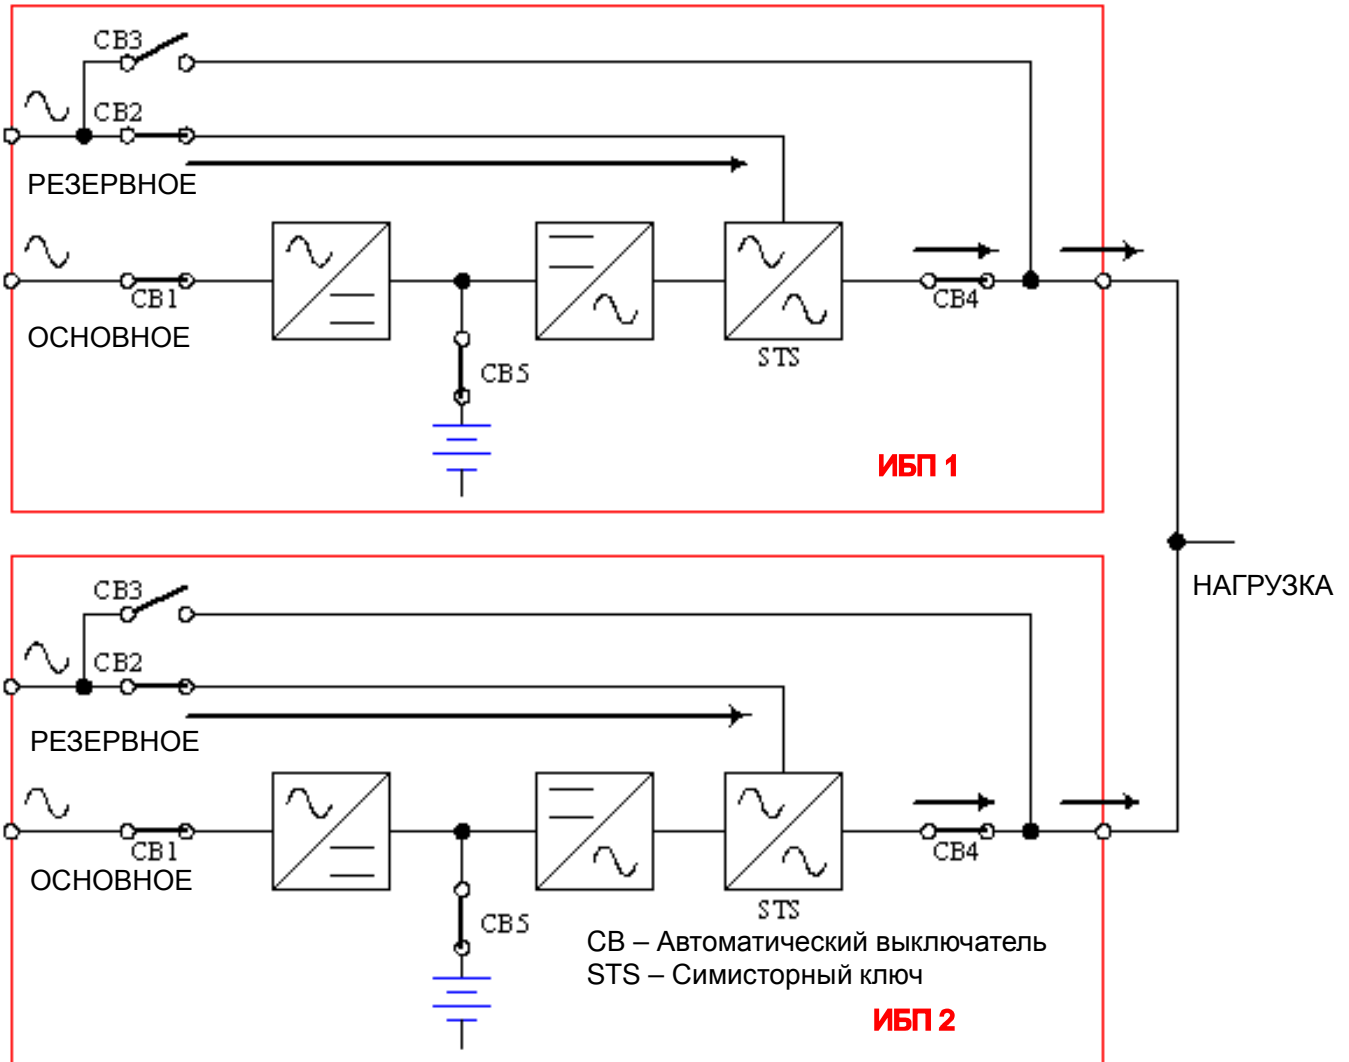 CB3
CB2
РЕЗЕРВНОЕ
CB1
ОСНОВНОЕ
CB4
STS
CB5
ИБП 1
НАГРУЗКА
CB3
CB2
РЕЗЕРВНОЕ
CB1
ОСНОВНОЕ
CB4
STS
CB5
СВ – Автоматический выключатель
STS – Симисторный ключ
ИБП 2